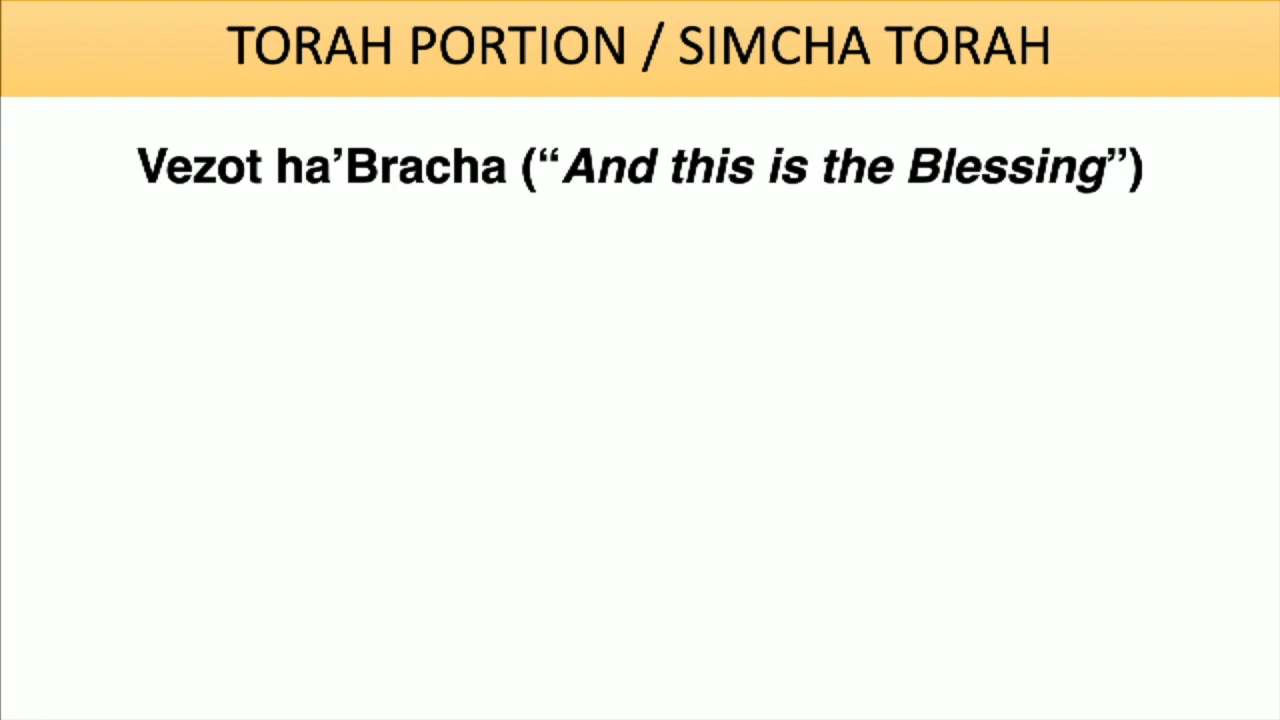 TORAH PORTION / SIMCHA TORAH
Vezot ha’Bracha (“And this is the Blessing”)